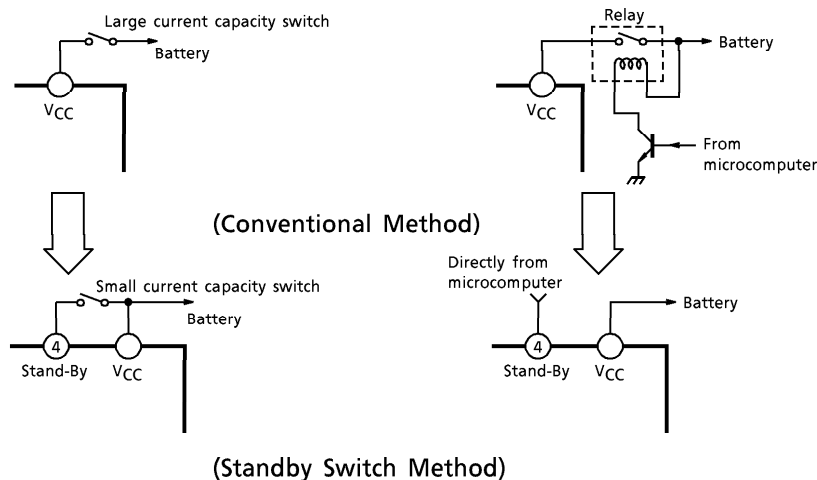 Large current capacity switch
Battery
VCC
Relay
Battery
VCC
From
microcomputer
(Conventional Method)
Small current capacity switch
Battery
4
Stand-By
VCC
Directly from
microcomputer
Battery
4
Stand-By
VCC
(Standby Switch Method)